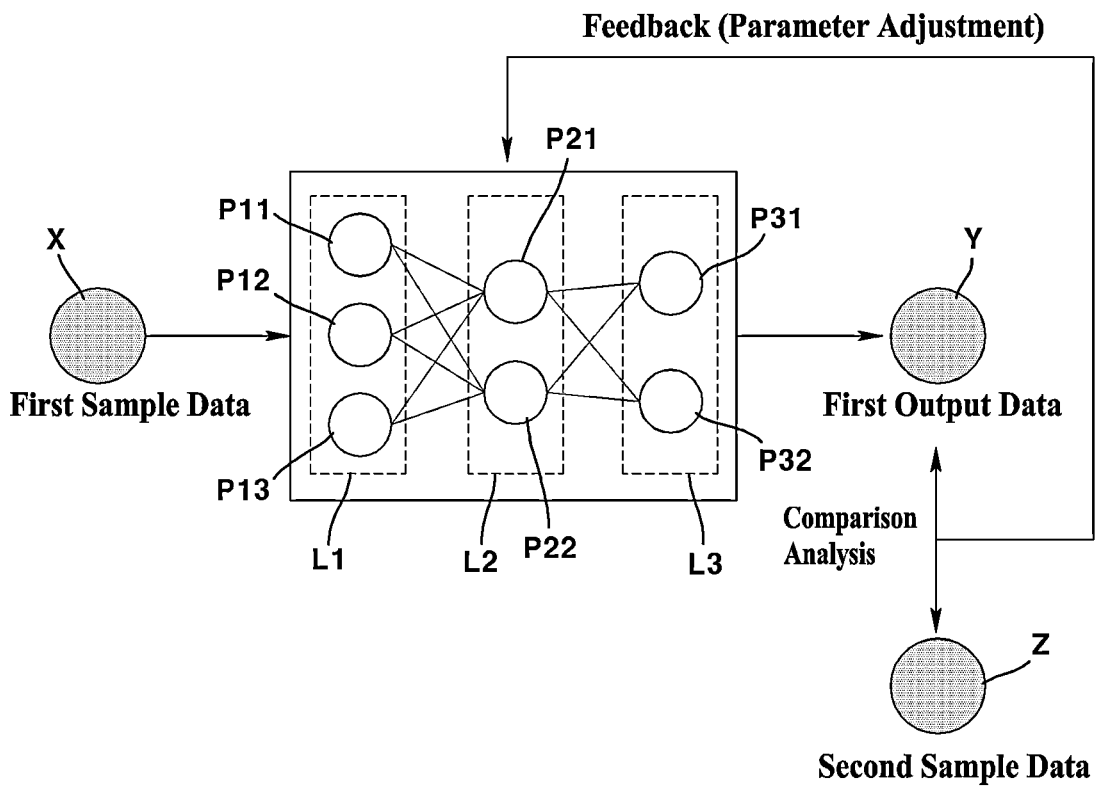 Feedback (Parameter Adjustment)
P21
P11
P31
X
Y
P12
First Sample Data
First Output Data
P13
P32
Comparison
Analysis
L1
L2
P22
L3
Z
Second Sample Data